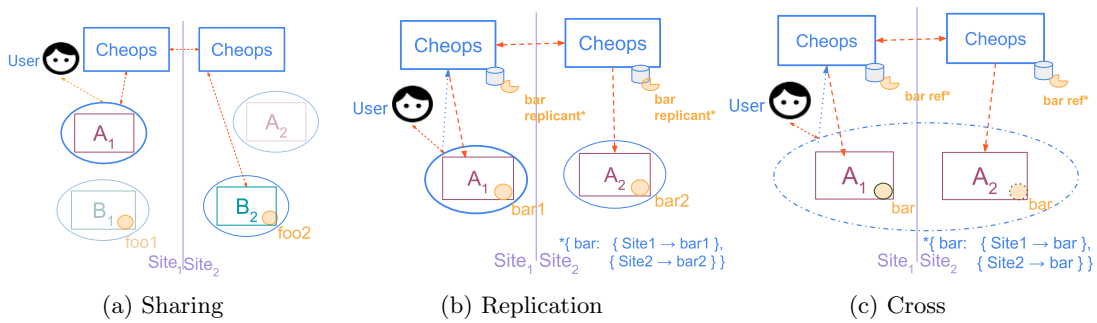 Cheops
Cheops
User
A1
A2
B1
foo1
B2
foo2
Site1
Site2
(a) Sharing
Cheops
Cheops
bar
replicant*
bar
replicant*
User
A1
bar1
A2
bar2
*{ bar: { Site1 → bar1 },
{ Site2 → bar2 } }
Site1
Site2
(b) Replication
Cheops
Cheops
bar ref*
bar ref*
User
A1
bar
A2
bar
*{ bar: { Site1 → bar },
{ Site2 → bar } }
Site1
Site2
(c) Cross